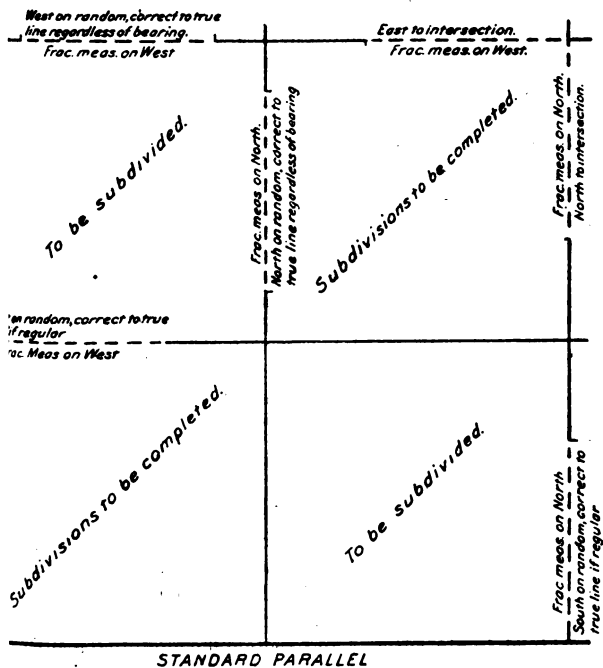 West on random, correct to true
line regardless of bearing.
Frac. meas. on West
East to intersection.
Frac. meas. on West.
To be subdivided.
Frac. meas. on North.
North on random, correct to
true line regardless of bearing
Subdivisions to be completed.
Frac. meas. on North.
North to intersection.
on random, correct to true
if regular
rac. Meas on West
Subdivisions to be completed.
To be subdivided.
Frac. meas. on North
South on random, correct to
true line if regular
STANDARD PARALLEL